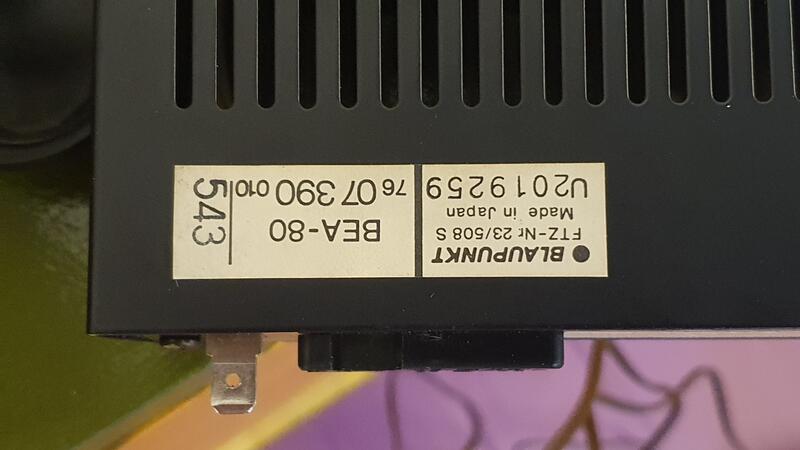 BLAUPUNKT
FTZ-Nr 23/508 S
Made in Japan
U2019259
BEA-80
76 07 390 010
543